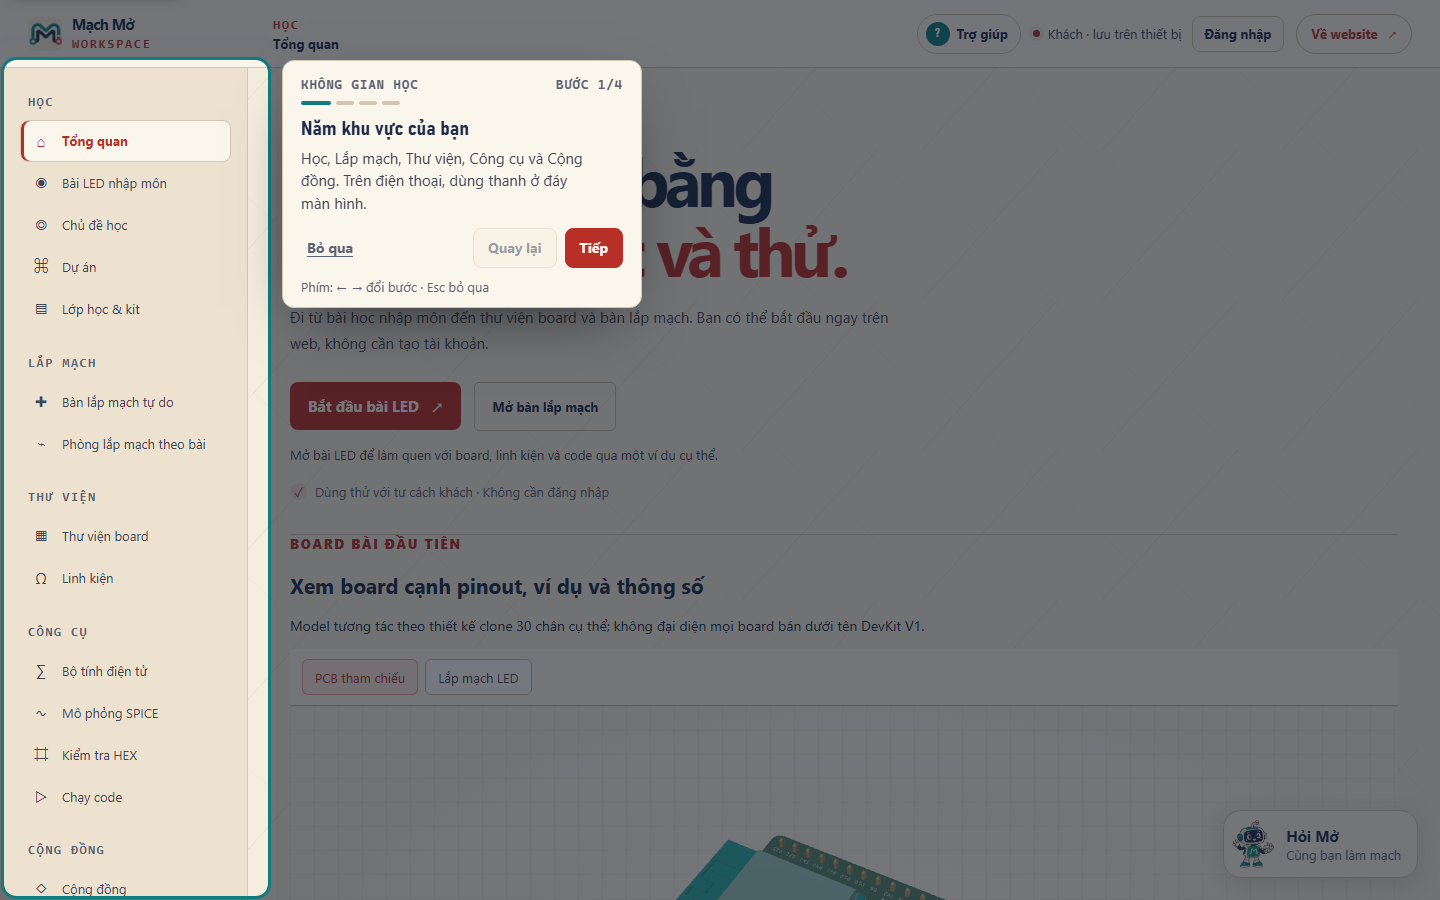 Mạch Mở
WORKSPACE
HỌC
Tổng quan
? Trợ giúp
Khách · lưu trên thiết bị
Đăng nhập
Về website ↗
HỌC
Tổng quan
Bài LED nhập môn
Chủ đề học
Dự án
Lớp học & kit
LẮP MẠCH
Bàn lắp mạch tự do
Phòng lắp mạch theo bài
THƯ VIỆN
Thư viện board
Linh kiện
CÔNG CỤ
Bộ tính điện tử
Mô phỏng SPICE
Kiểm tra HEX
Chạy code
CỘNG ĐỒNG
Cộng đồng
KHÔNG GIAN HỌC
BƯỚC 1/4
Năm khu vực của bạn
Học, Lắp mạch, Thư viện, Công cụ và Cộng
đồng. Trên điện thoại, dùng thanh ở đáy
màn hình.
Bỏ qua
Quay lại
Tiếp
Phím: ← → đổi bước · Esc bỏ qua
bằng
và thử.
Đi từ bài học nhập môn đến thư viện board và bàn lắp mạch. Bạn có thể bắt đầu ngay trên
web, không cần tạo tài khoản.
Bắt đầu bài LED ↗
Mở bàn lắp mạch
Mở bài LED để làm quen với board, linh kiện và code qua một ví dụ cụ thể.
✓ Dùng thử với tư cách khách · Không cần đăng nhập
BOARD BÀI ĐẦU TIÊN
Xem board cạnh pinout, ví dụ và thông số
Model tương tác theo thiết kế clone 30 chân cụ thể; không đại diện mọi board bán dưới tên DevKit V1.
PCB tham chiếu
Lắp mạch LED
Hỏi Mở
Cùng bạn làm mạch